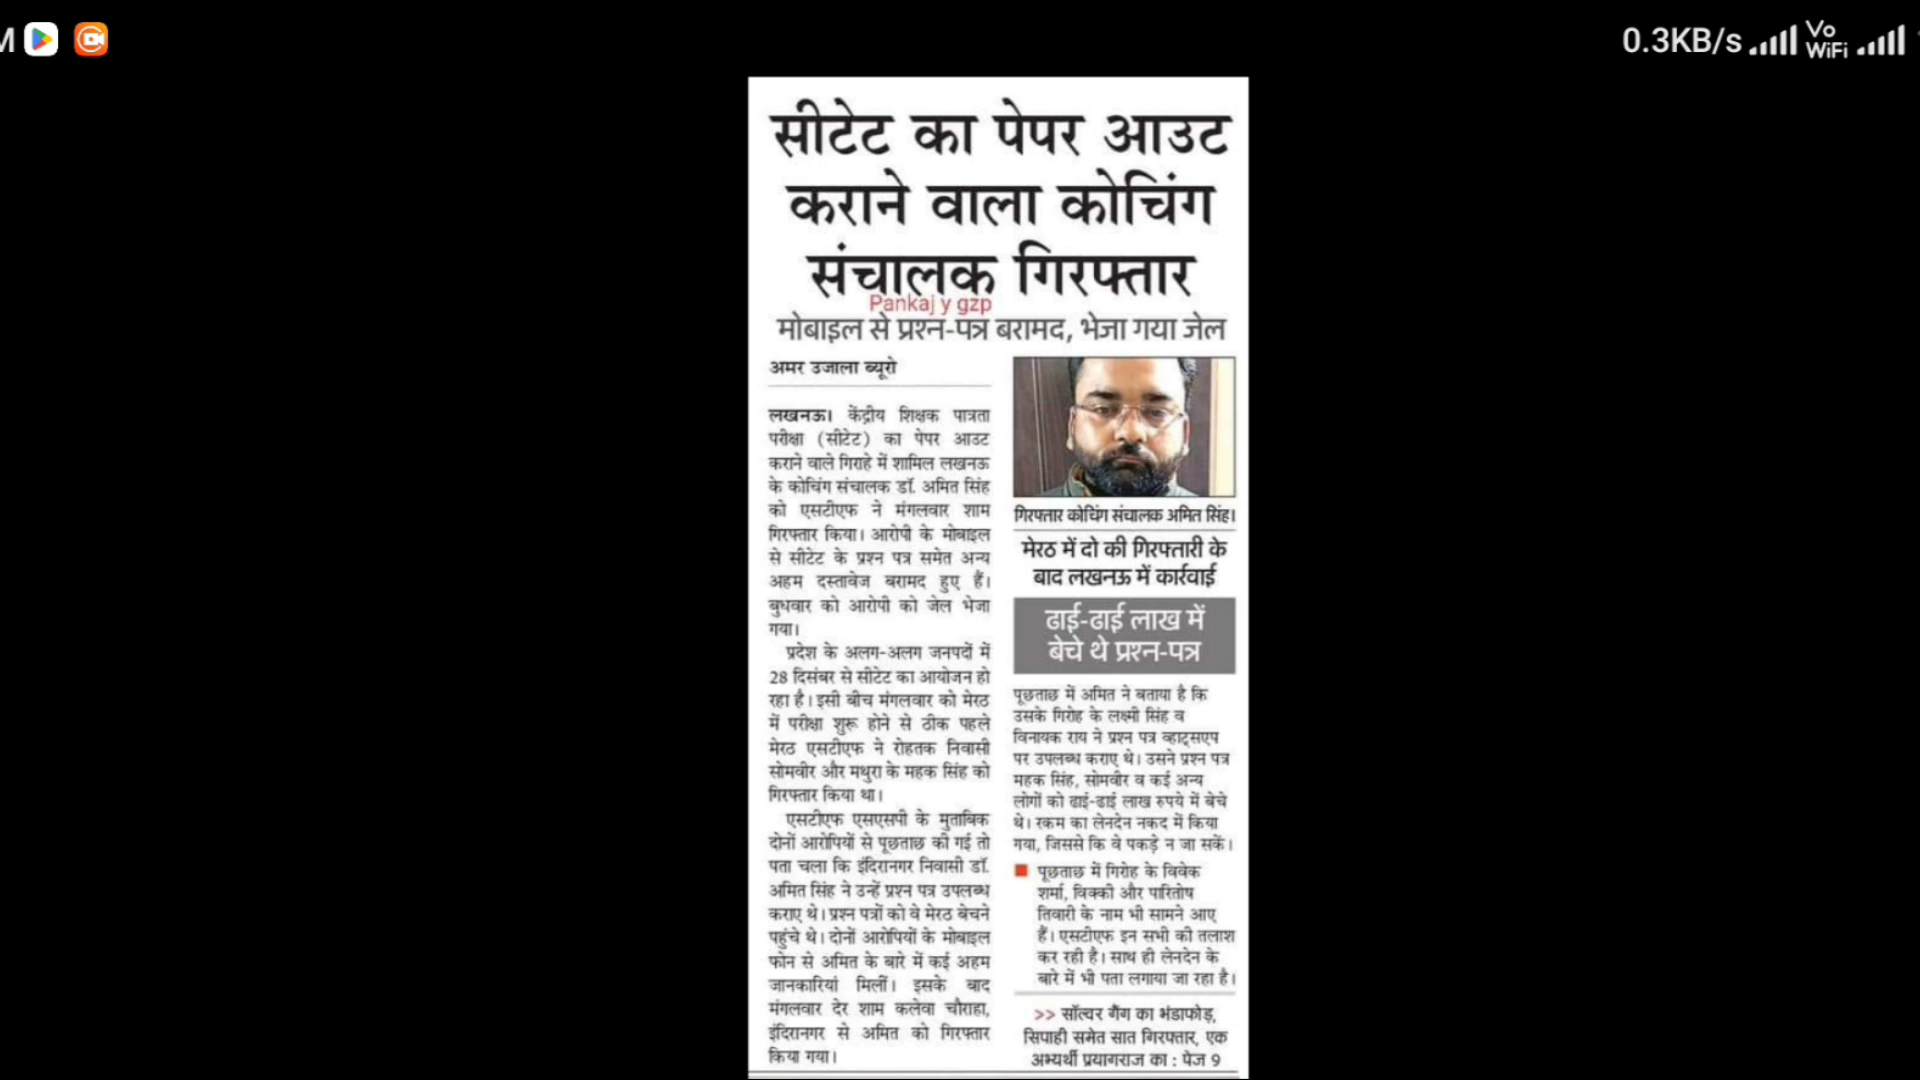 M
0.3KB/s
Vo
WiFi
सीटेट का पेपर आउट
कराने वाला कोचिंग
संचालक गिरफ्तार
Pankaj y gzp
मोबाइल से प्रश्न-पत्र बरामद, भेजा गया जेल
अमर उजाला ब्यूरो
लखनऊ। केंद्रीय शिक्षक पात्रता
परीक्षा (सीटेट) का पेपर आउट
कराने वाले गिराहे में शामिल लखनऊ
के कोचिंग संचालक डॉ. अमित सिंह
को एसटीएफ ने मंगलवार शाम
गिरफ्तार किया। आरोपी के मोबाइल
से सीटेट के प्रश्न पत्र समेत अन्य
अहम दस्तावेज बरामद हुए हैं।
बुधवार को आरोपी को जेल भेजा
गया।
प्रदेश के अलग-अलग जनपदों में
28 दिसंबर से सीटेट का आयोजन हो
रहा है। इसी बीच मंगलवार को मेरठ
में परीक्षा शुरू होने से ठीक पहले
मेरठ एसटीएफ ने रोहतक निवासी
सोमवीर और मथुरा के महक सिंह को
गिरफ्तार किया था।
एसटीएफ एसएसपी के मुताबिक
दोनों आरोपियों से पूछताछ की गई तो
पता चला कि इंदिरानगर निवासी डॉ.
अमित सिंह ने उन्हें प्रश्न पत्र उपलब्ध
कराए थे। प्रश्न पत्रों को वे मेरठ बेचने
पहुंचे थे। दोनों आरोपियों के मोबाइल
फोन से अमित के बारे में कई अहम
जानकारियां मिलीं। इसके बाद
मंगलवार देर शाम कलेवा चौराहा,
इंदिरानगर से अमित को गिरफ्तार
किया गया।
गिरफ्तार कोचिंग संचालक अमित सिंह।
मेरठ में दो की गिरफ्तारी के
बाद लखनऊ में कार्रवाई
ढाई-ढाई लाख में
बेचे थे प्रश्न-पत्र
पूछताछ में अमित ने बताया है कि
उसके गिरोह के लक्ष्मी सिंह व
विनायक राय ने प्रश्न पत्र व्हाट्सएप
पर उपलब्ध कराए थे। उसने प्रश्न पत्र
महक सिंह, सोमवीर व कई अन्य
लोगों को ढाई-ढाई लाख रुपये में बेचे
थे। रकम का लेनदेन नकद में किया
गया, जिससे कि वे पकड़े न जा सकें।
पूछताछ में गिरोह के विवेक
शर्मा, विक्की और पारितोष
तिवारी के नाम भी सामने आए
हैं। एसटीएफ इन सभी की तलाश
कर रही है। साथ ही लेनदेन के
बारे में भी पता लगाया जा रहा है।
>> सॉल्वर गैंग का भंडाफोड़,
सिपाही समेत सात गिरफ्तार, एक
अभ्यर्थी प्रयागराज का : पेज 9